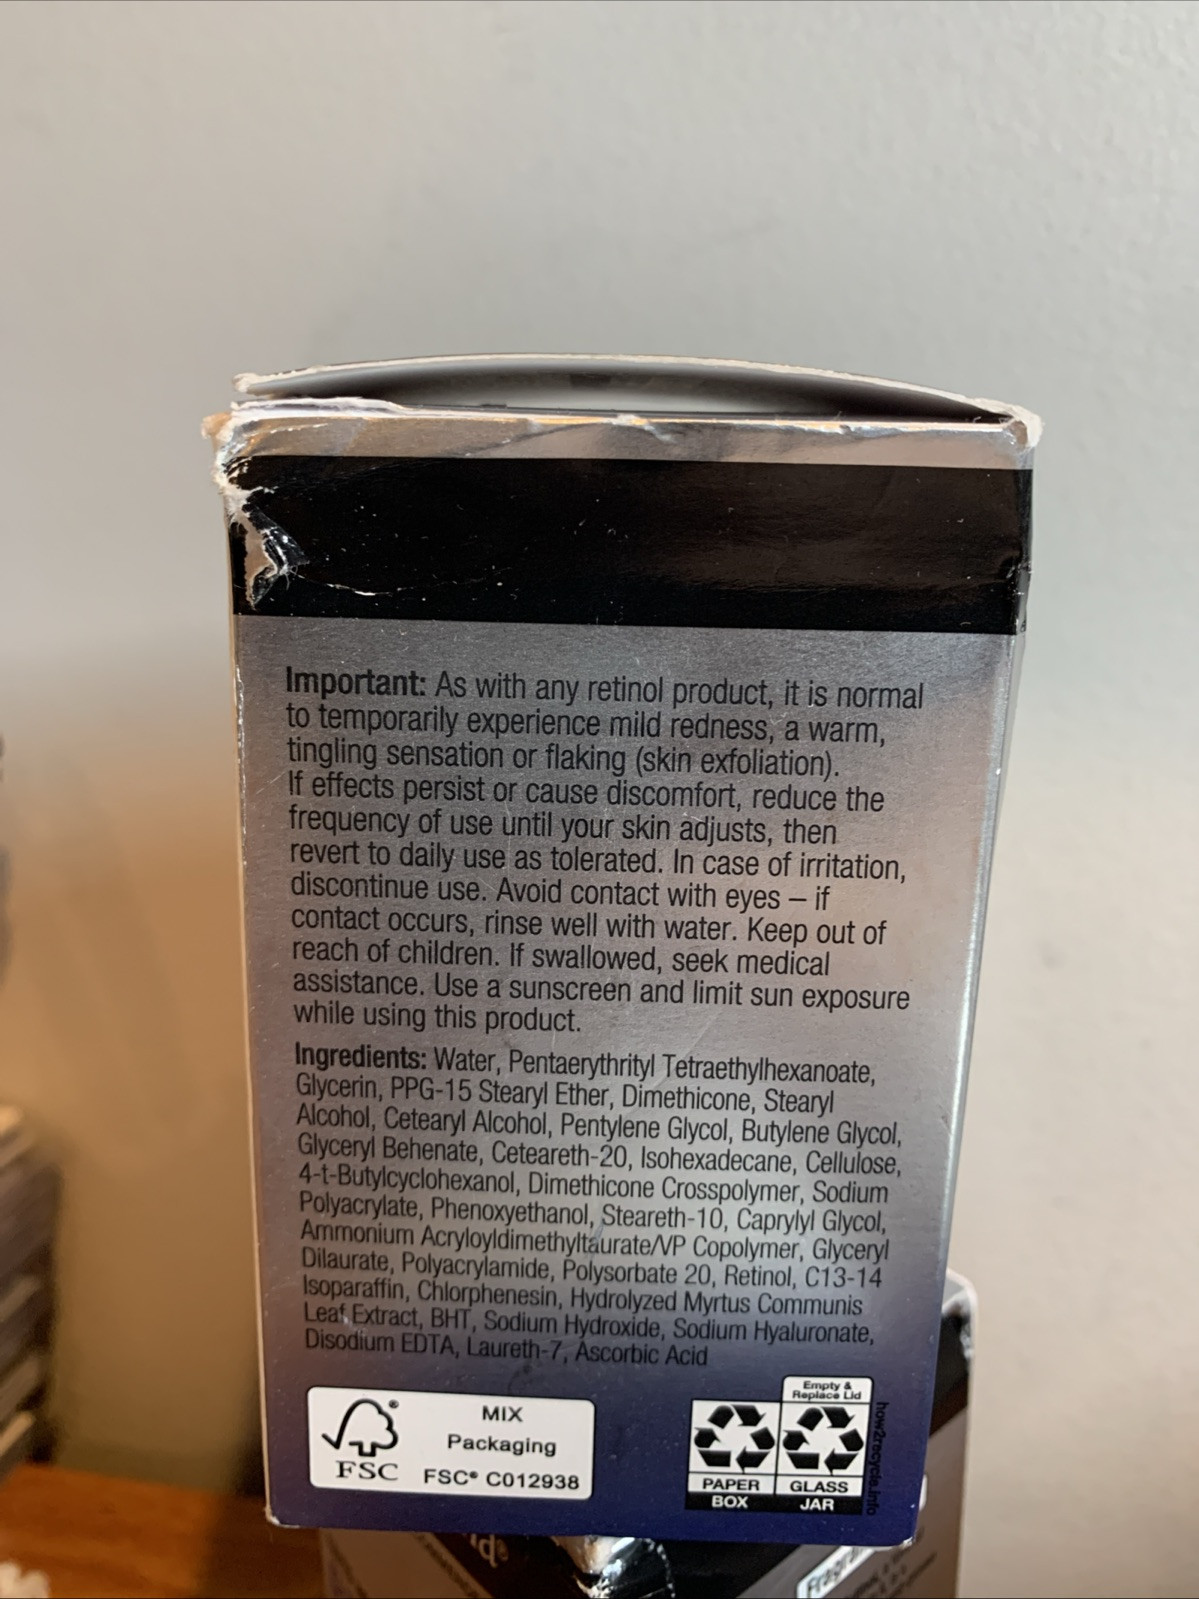 Important: As with any retinol product, it is normal
to temporarily experience mild redness, a warm,
tingling sensation or flaking (skin exfoliation).
If effects persist or cause discomfort, reduce the
frequency of use until your skin adjusts, then
revert to daily use as tolerated. In case of irritation,
discontinue use. Avoid contact with eyes – if
contact occurs, rinse well with water. Keep out of
reach of children. If swallowed, seek medical
assistance. Use a sunscreen and limit sun exposure
while using this product.
Ingredients: Water, Pentaerythrityl Tetraethylhexanoate,
Glycerin, PPG-15 Stearyl Ether, Dimethicone, Stearyl
Alcohol, Cetearyl Alcohol, Pentylene Glycol, Butylene Glycol,
Glyceryl Behenate, Ceteareth-20, Isohexadecane, Cellulose,
4-t-Butylcyclohexanol, Dimethicone Crosspolymer, Sodium
Polyacrylate, Phenoxyethanol, Steareth-10, Caprylyl Glycol,
Ammonium Acryloyldimethyltaurate/VP Copolymer, Glyceryl
Dilaurate, Polyacrylamide, Polysorbate 20, Retinol, C13-14
Isoparaffin, Chlorphenesin, Hydrolyzed Myrtus Communis
Leaf Extract, BHT, Sodium Hydroxide, Sodium Hyaluronate,
Disodium EDTA, Laureth-7, Ascorbic Acid
®
FSC
MIX
Packaging
FSC® C012938
Empty &
Replace Lid
PAPER
BOX
GLASS
JAR
how2recycle.info